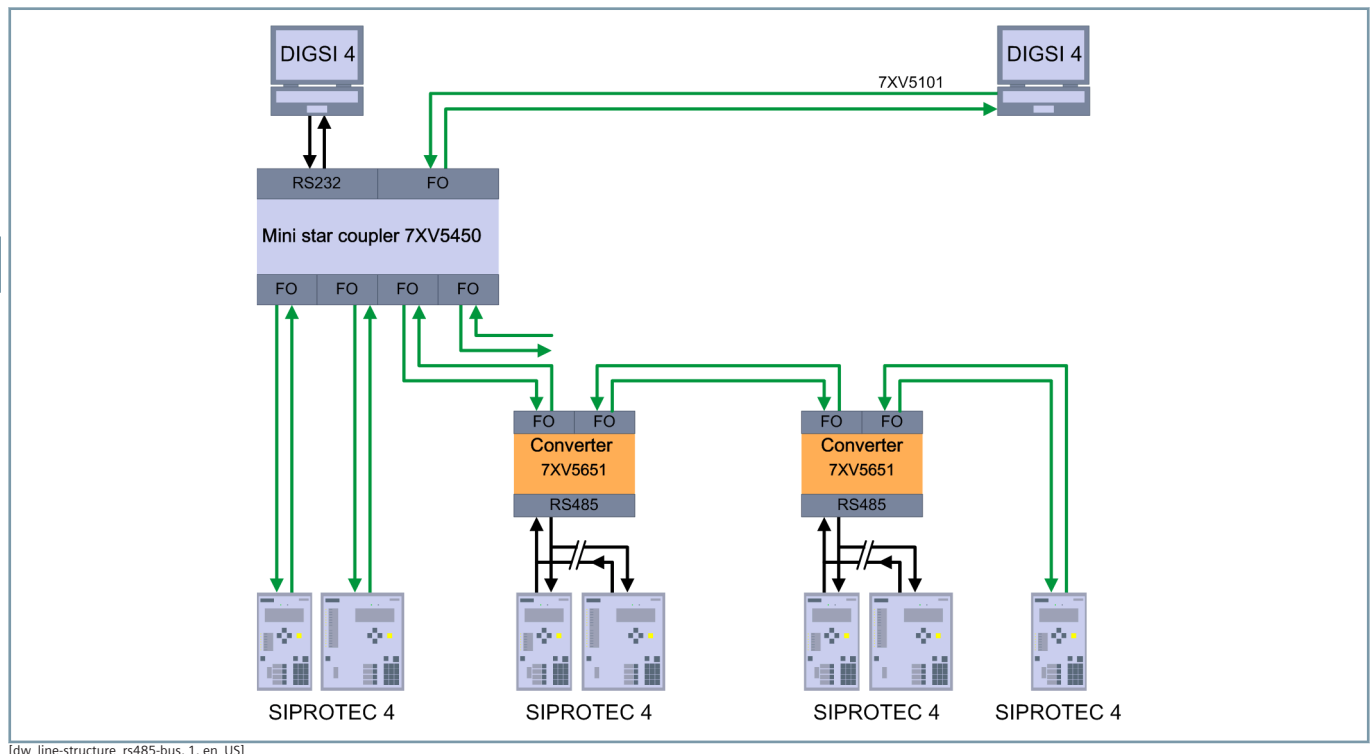 DIGSI 4
DIGSI 4
7XV5101
RS232
FO
Mini star coupler 7XV5450
FO
FO
FO
FO
FO
FO
Converter
7XV5651
RS485
FO
FO
Converter
7XV5651
RS485
SIPROTEC 4
SIPROTEC 4
SIPROTEC 4
SIPROTEC 4
[dw_line-structure_rs485-bus, 1, en_US]